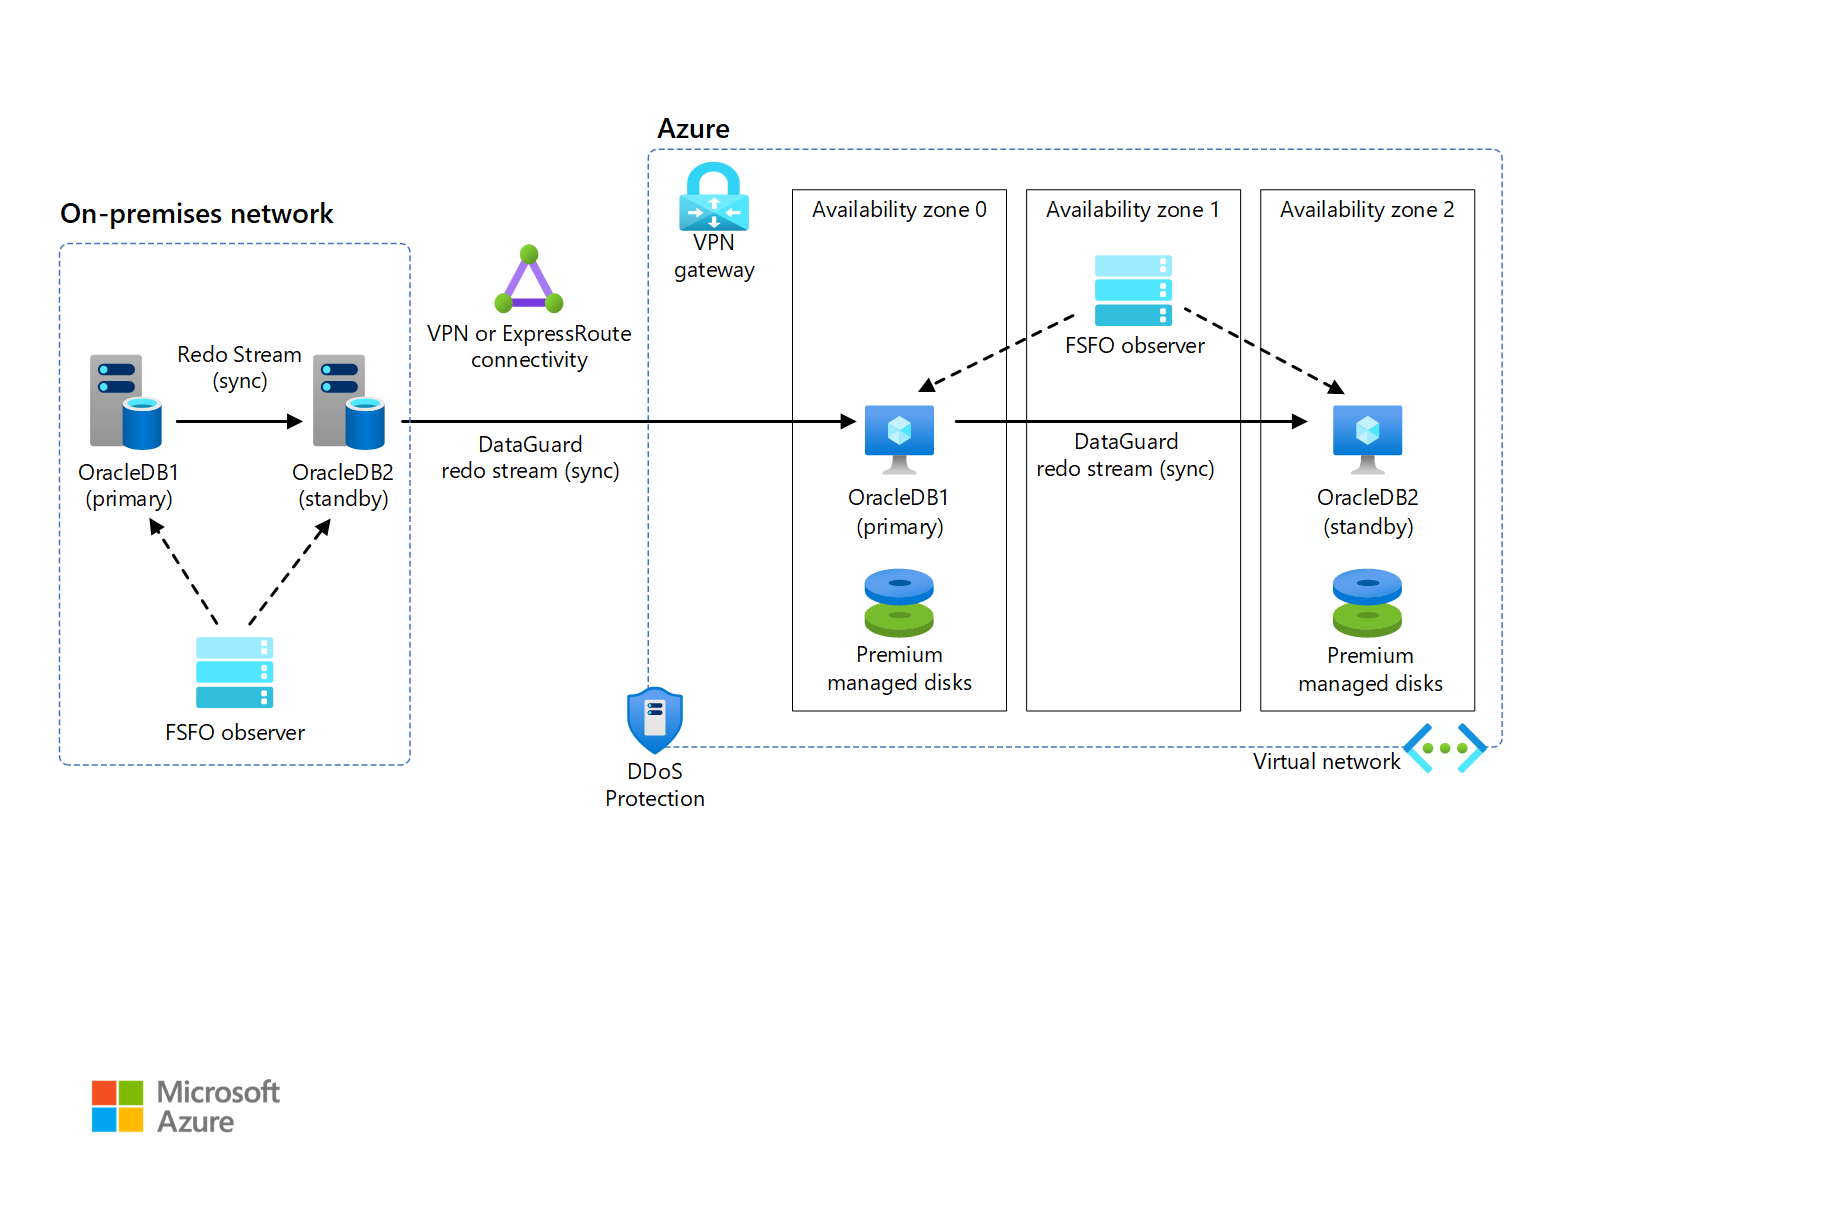 Azure
On-premises network
VPN
gateway
Availability zone 0
Availability zone 1
Availability zone 2
VPN or ExpressRoute
connectivity
FSFO observer
Redo Stream
(sync)
OracleDB1
(primary)
OracleDB2
(standby)
DataGuard
redo stream (sync)
DataGuard
redo stream (sync)
OracleDB1
(primary)
OracleDB2
(standby)
FSFO observer
Premium
managed disks
Premium
managed disks
DDoS
Protection
Virtual network
Microsoft
Azure